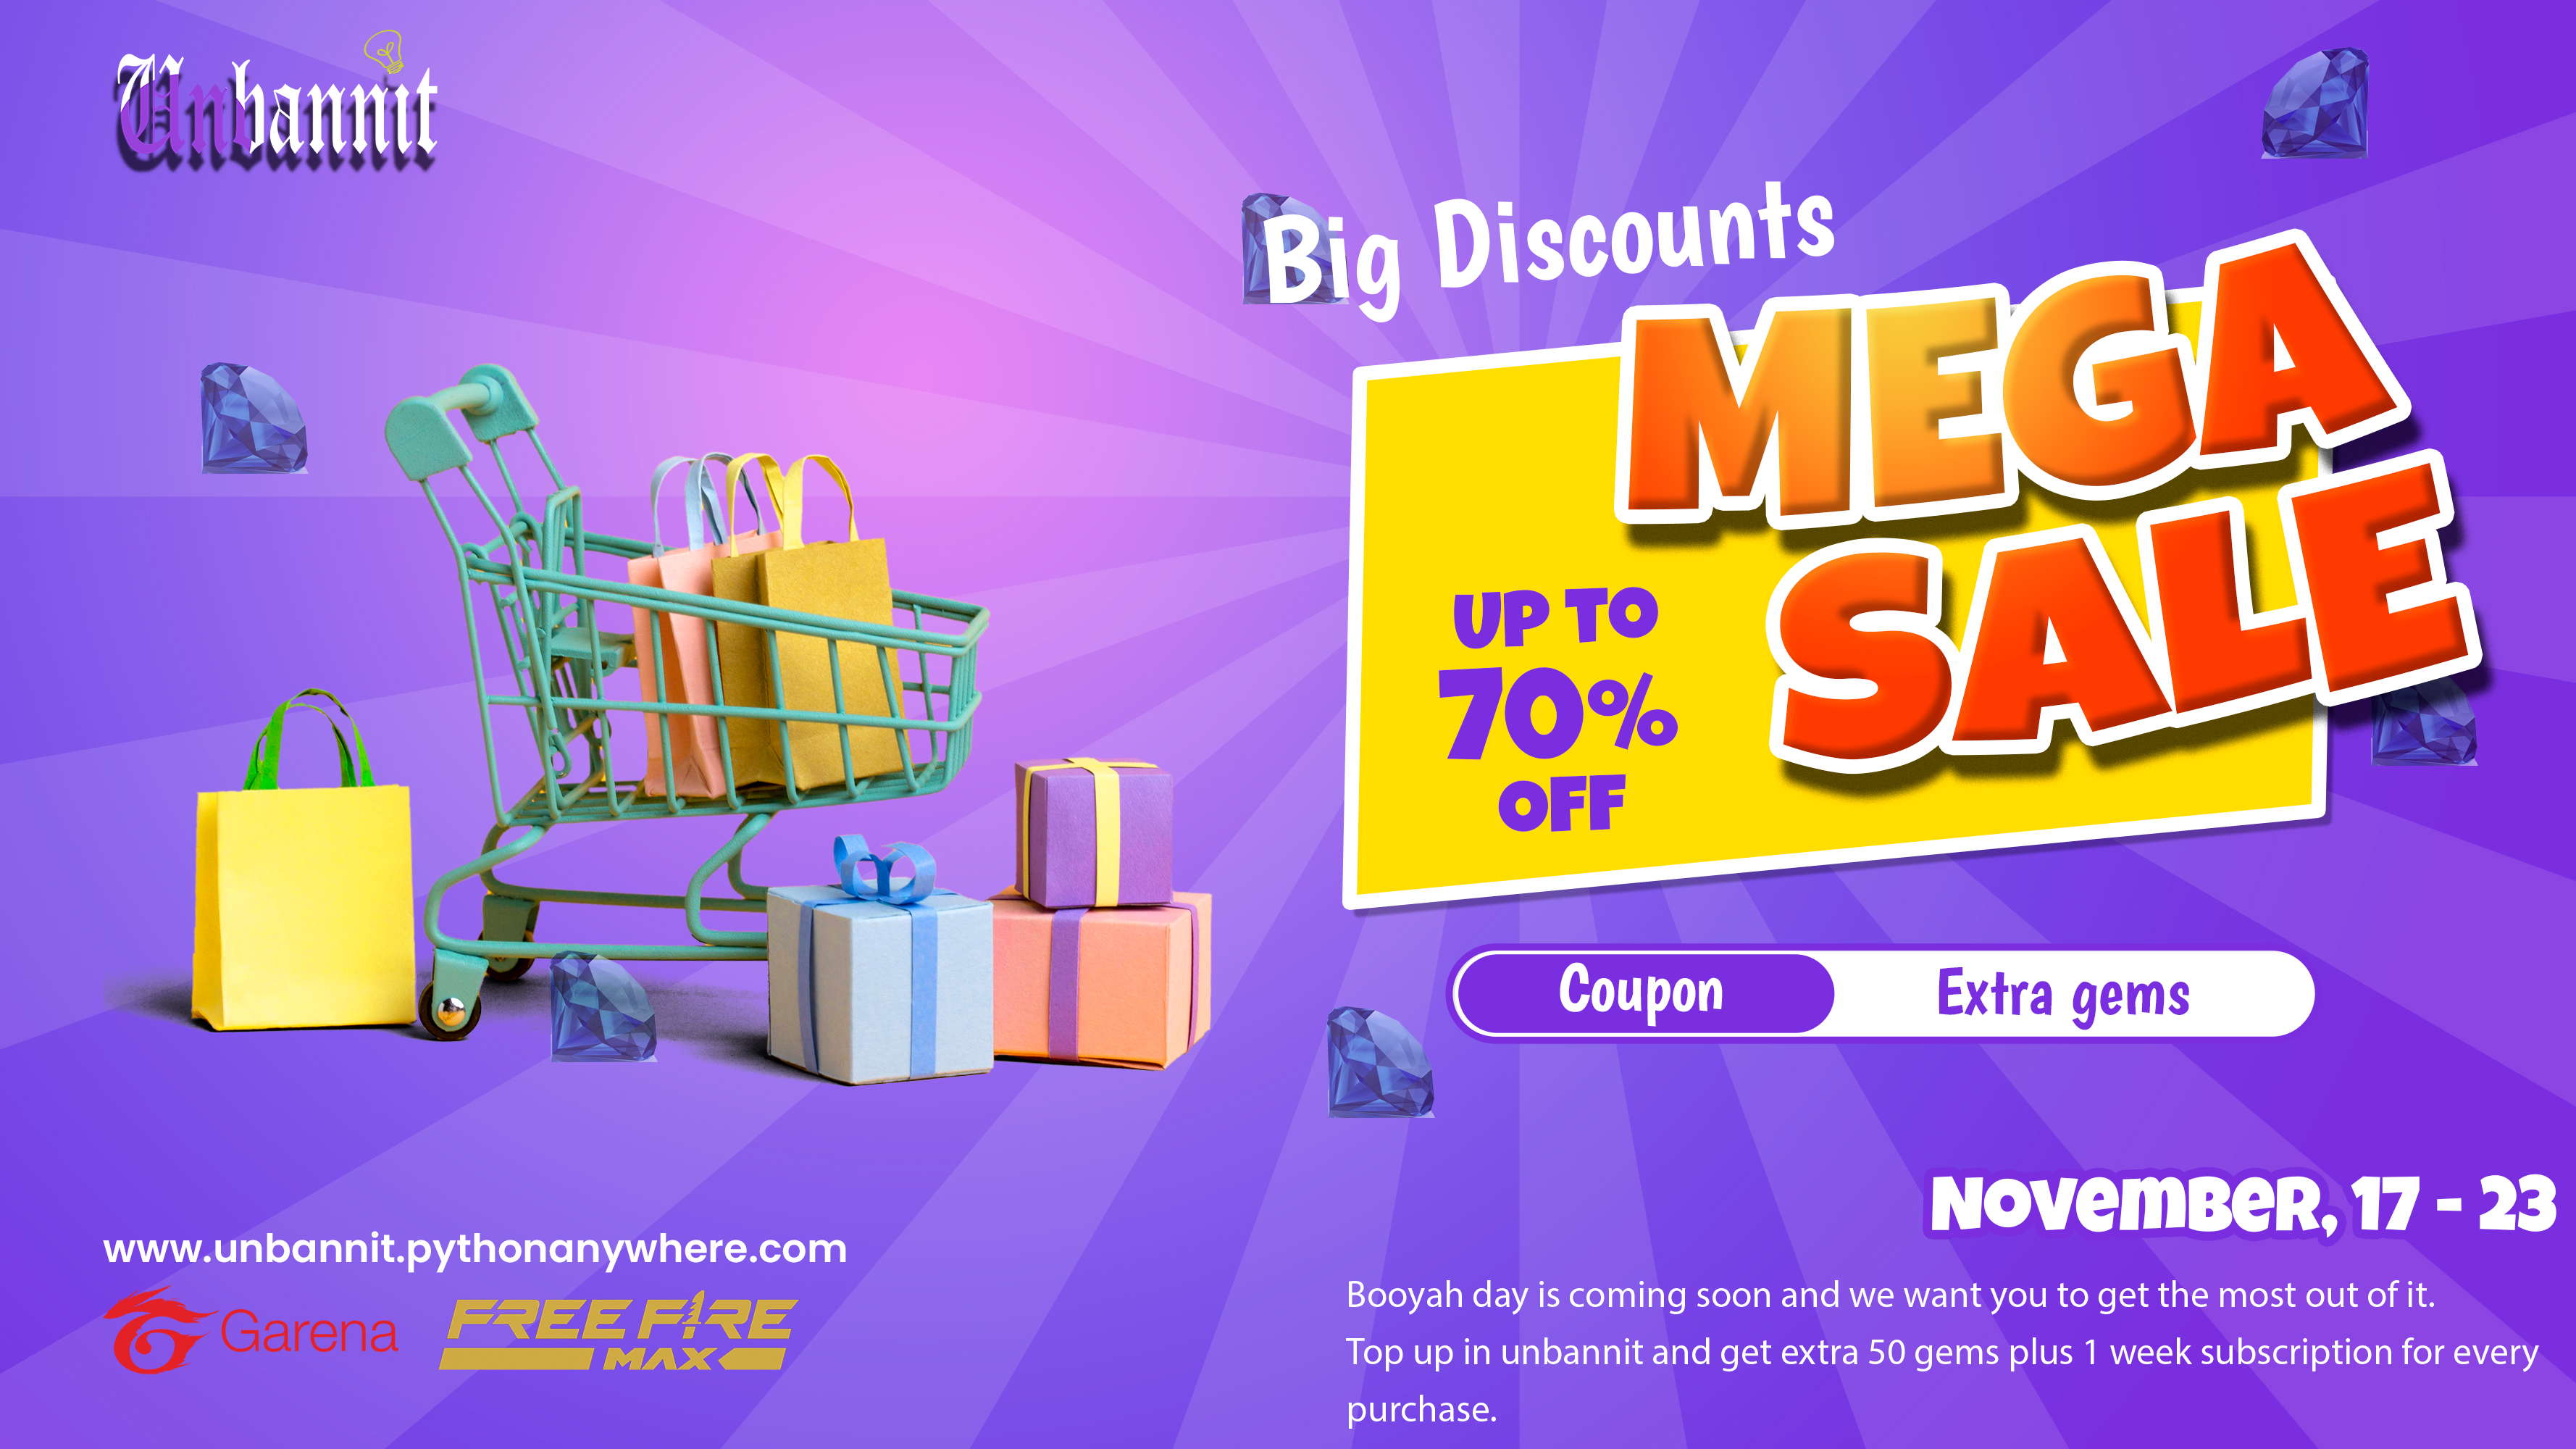 Unbannit
Big Discounts
MEGA
SALE
UP TO
70%
OFF
Coupon
Extra gems
November, 17 - 23
www.unbannit.pythonanywhere.com
Garena
FREE FIRE
MAX
Booyah day is coming soon and we want you to get the most out of it.
Top up in unbannit and get extra 50 gems plus 1 week subscription for every
purchase.